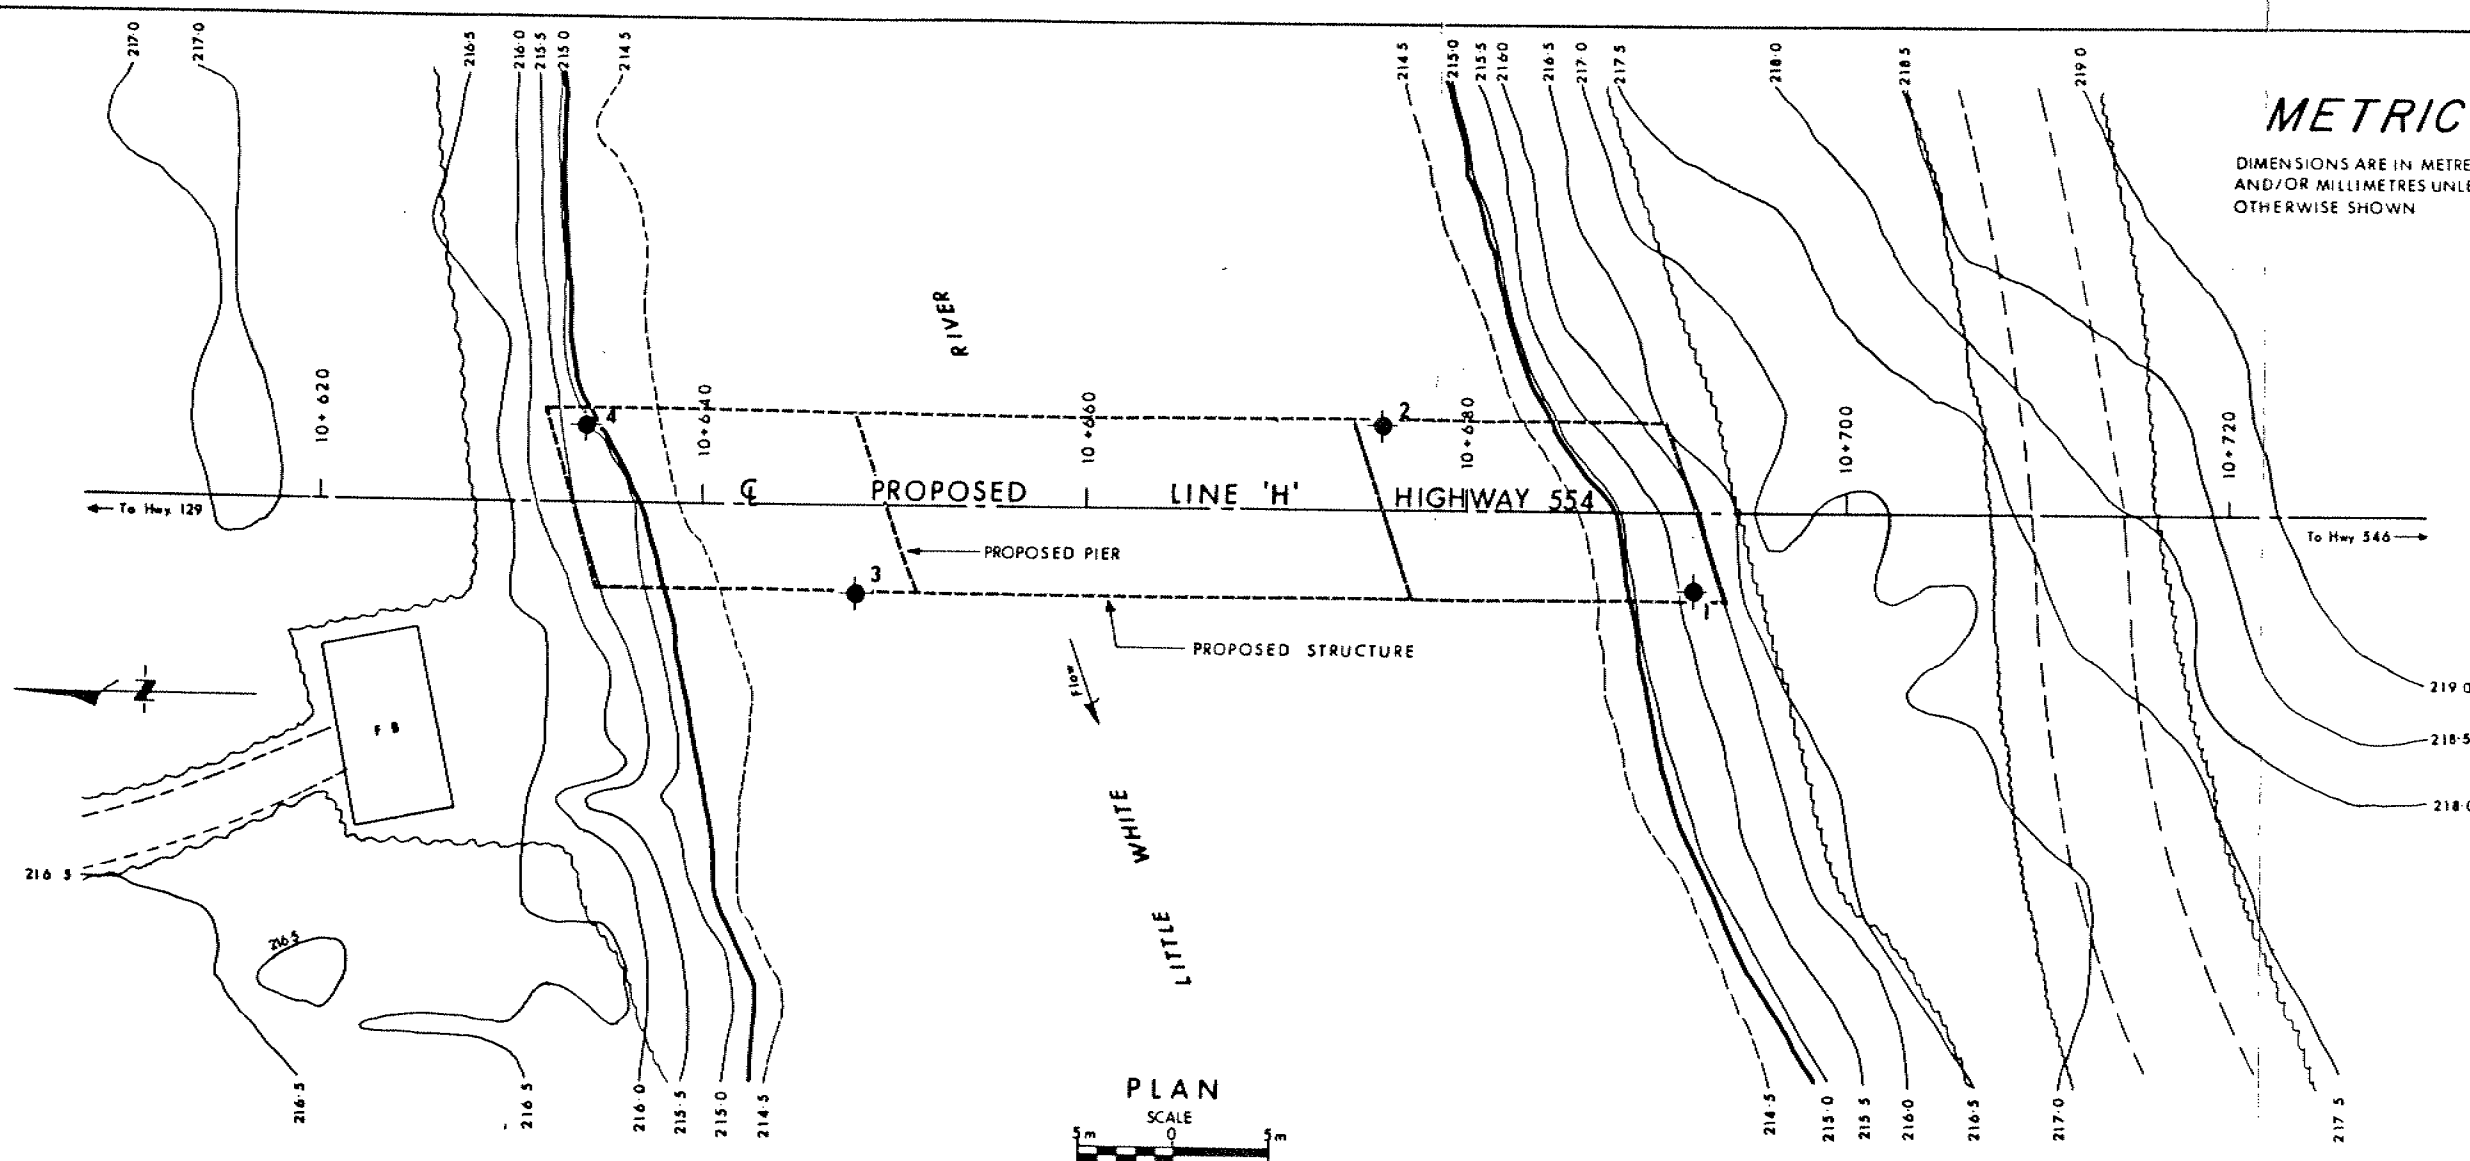 217·0
217·0
216·5
216·0
215·5
215·0
214·5
214·5
215·0
215·5
216·0
216·5
217·0
217·5
218·0
218·5
219·0
METRIC
DIMENSIONS ARE IN METRE
AND/OR MILLIMETRES UNLE
OTHERWISE SHOWN
RIVER
10+620
4
10+640
10+660
2
10+680
10+700
10+720
℄ PROPOSED LINE 'H' HIGHWAY 554
To Hwy 129
To Hwy 546
3
PROPOSED PIER
1
PROPOSED STRUCTURE
Flow
N
F B
219 0
218·5
218·0
WHITE
216 5
LITTLE
216·5
216·5
216 5
216·0
215·5
215·0
214·5
214·5
215·0
215 5
216·0
216·5
217·0
217 5
PLAN
SCALE
5 m 0 5 m